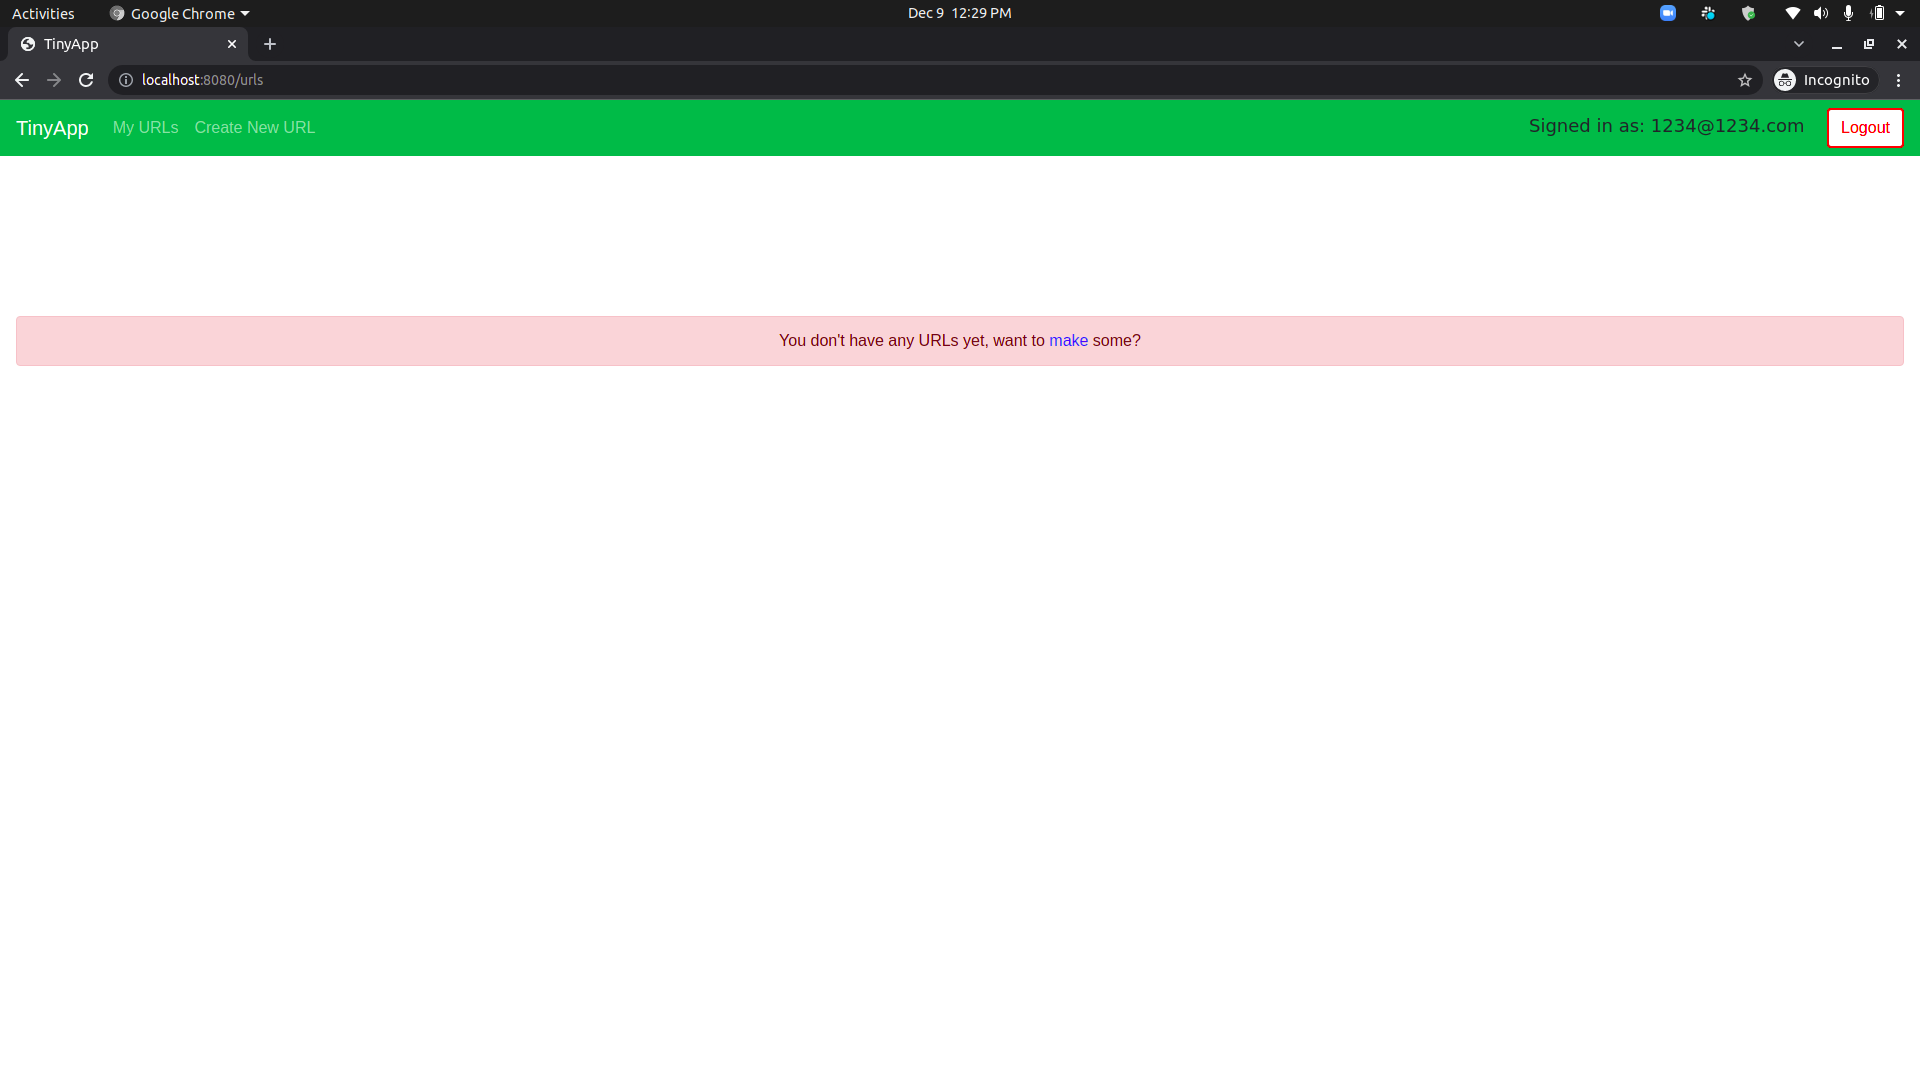 Activities Google Chrome Dec 9 12:29 PM
TinyApp
localhost:8080/urls Incognito
TinyApp My URLs Create New URL Signed in as: 1234@1234.com Logout
You don't have any URLs yet, want to make some?